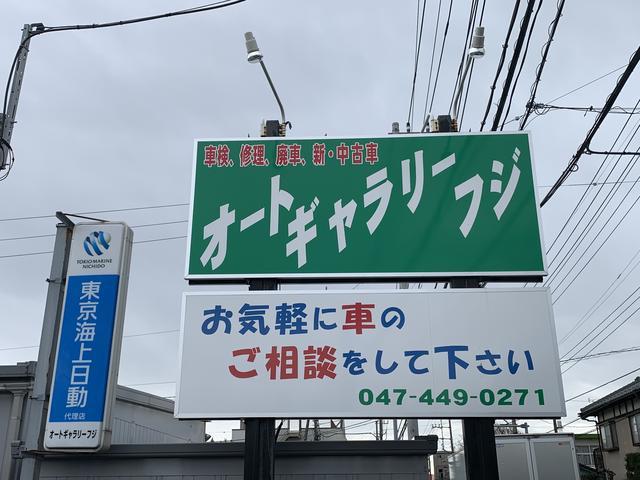 車検、修理、廃車、新・中古車
オートギャラリーフジ
お気軽に車の
ご相談をして下さい
047-449-0271
TOKIO MARINE
NICHIDO
東京海上日動
代理店
オートギャラリーフジ